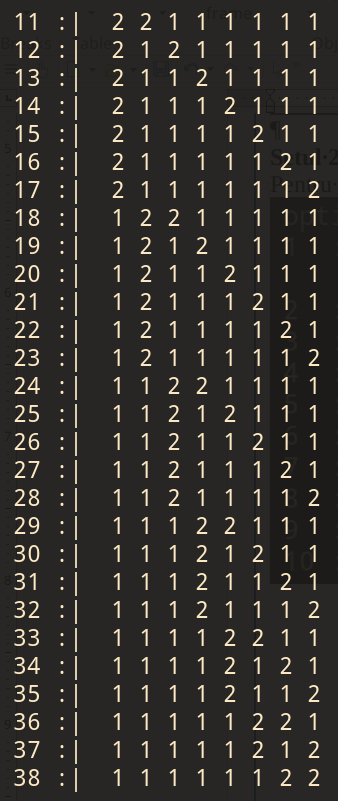 11 :| 2 2 1 1 1 1 1 1
12 :| 2 1 2 1 1 1 1 1
13 :| 2 1 1 2 1 1 1 1
14 :| 2 1 1 1 2 1 1 1
15 :| 2 1 1 1 1 2 1 1
16 :| 2 1 1 1 1 1 2 1
17 :| 2 1 1 1 1 1 1 2
18 :| 1 2 2 1 1 1 1 1
19 :| 1 2 1 2 1 1 1 1
20 :| 1 2 1 1 2 1 1 1
21 :| 1 2 1 1 1 2 1 1
22 :| 1 2 1 1 1 1 2 1
23 :| 1 2 1 1 1 1 1 2
24 :| 1 1 2 2 1 1 1 1
25 :| 1 1 2 1 2 1 1 1
26 :| 1 1 2 1 1 2 1 1
27 :| 1 1 2 1 1 1 2 1
28 :| 1 1 2 1 1 1 1 2
29 :| 1 1 1 2 2 1 1 1
30 :| 1 1 1 2 1 2 1 1
31 :| 1 1 1 2 1 1 2 1
32 :| 1 1 1 2 1 1 1 2
33 :| 1 1 1 1 2 2 1 1
34 :| 1 1 1 1 2 1 2 1
35 :| 1 1 1 1 2 1 1 2
36 :| 1 1 1 1 1 2 2 1
37 :| 1 1 1 1 1 2 1 2
38 :| 1 1 1 1 1 1 2 2